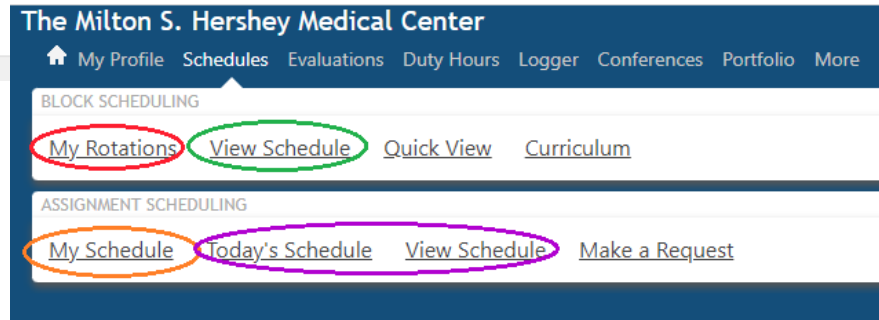 The Milton S. Hershey Medical Center
My Profile Schedules Evaluations Duty Hours Logger Conferences Portfolio More
BLOCK SCHEDULING
My Rotations View Schedule Quick View Curriculum
ASSIGNMENT SCHEDULING
My Schedule Today's Schedule View Schedule Make a Request